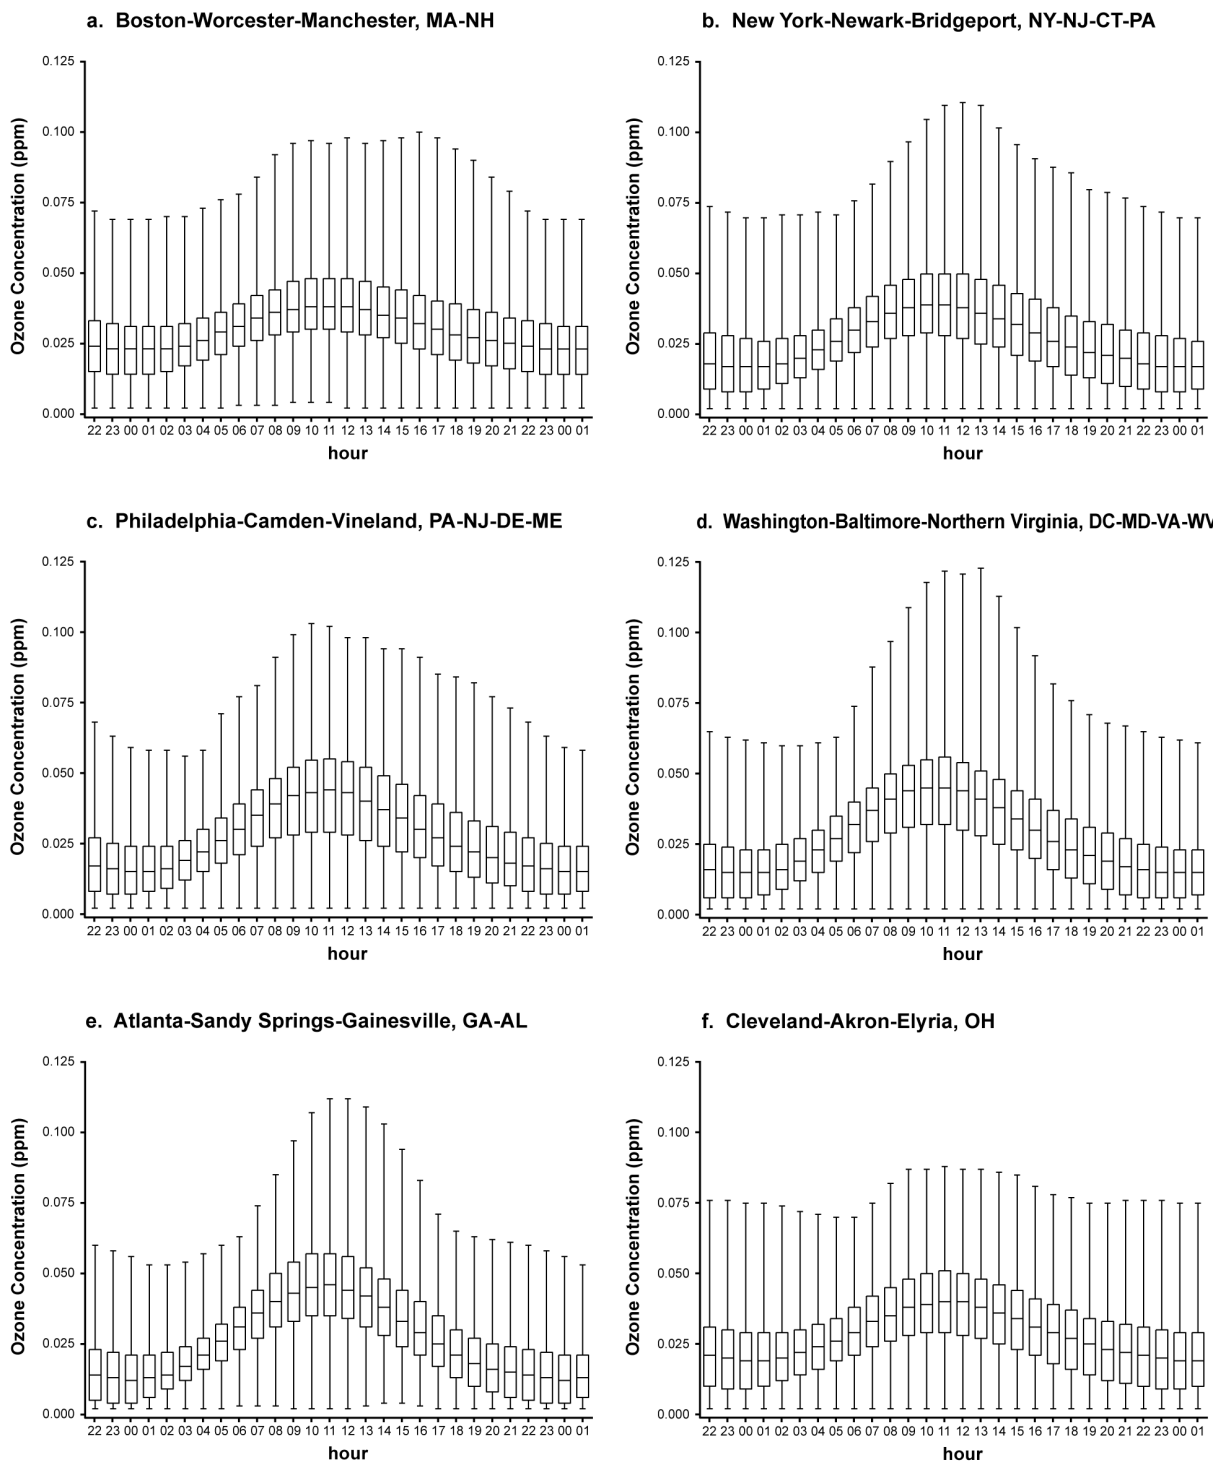 a. Boston-Worcester-Manchester, MA-NH
0.125
0.100
0.075
0.050
0.025
0.000
Ozone Concentration (ppm)
22 23 00 01 02 03 04 05 06 07 08 09 10 11 12 13 14 15 16 17 18 19 20 21 22 23 00 01
hour
b. New York-Newark-Bridgeport, NY-NJ-CT-PA
0.125
0.100
0.075
0.050
0.025
0.000
Ozone Concentration (ppm)
22 23 00 01 02 03 04 05 06 07 08 09 10 11 12 13 14 15 16 17 18 19 20 21 22 23 00 01
hour
c. Philadelphia-Camden-Vineland, PA-NJ-DE-ME
0.125
0.100
0.075
0.050
0.025
0.000
Ozone Concentration (ppm)
22 23 00 01 02 03 04 05 06 07 08 09 10 11 12 13 14 15 16 17 18 19 20 21 22 23 00 01
hour
d. Washington-Baltimore-Northern Virginia, DC-MD-VA-WV
0.125
0.100
0.075
0.050
0.025
0.000
Ozone Concentration (ppm)
22 23 00 01 02 03 04 05 06 07 08 09 10 11 12 13 14 15 16 17 18 19 20 21 22 23 00 01
hour
e. Atlanta-Sandy Springs-Gainesville, GA-AL
0.125
0.100
0.075
0.050
0.025
0.000
Ozone Concentration (ppm)
22 23 00 01 02 03 04 05 06 07 08 09 10 11 12 13 14 15 16 17 18 19 20 21 22 23 00 01
hour
f. Cleveland-Akron-Elyria, OH
0.125
0.100
0.075
0.050
0.025
0.000
Ozone Concentration (ppm)
22 23 00 01 02 03 04 05 06 07 08 09 10 11 12 13 14 15 16 17 18 19 20 21 22 23 00 01
hour